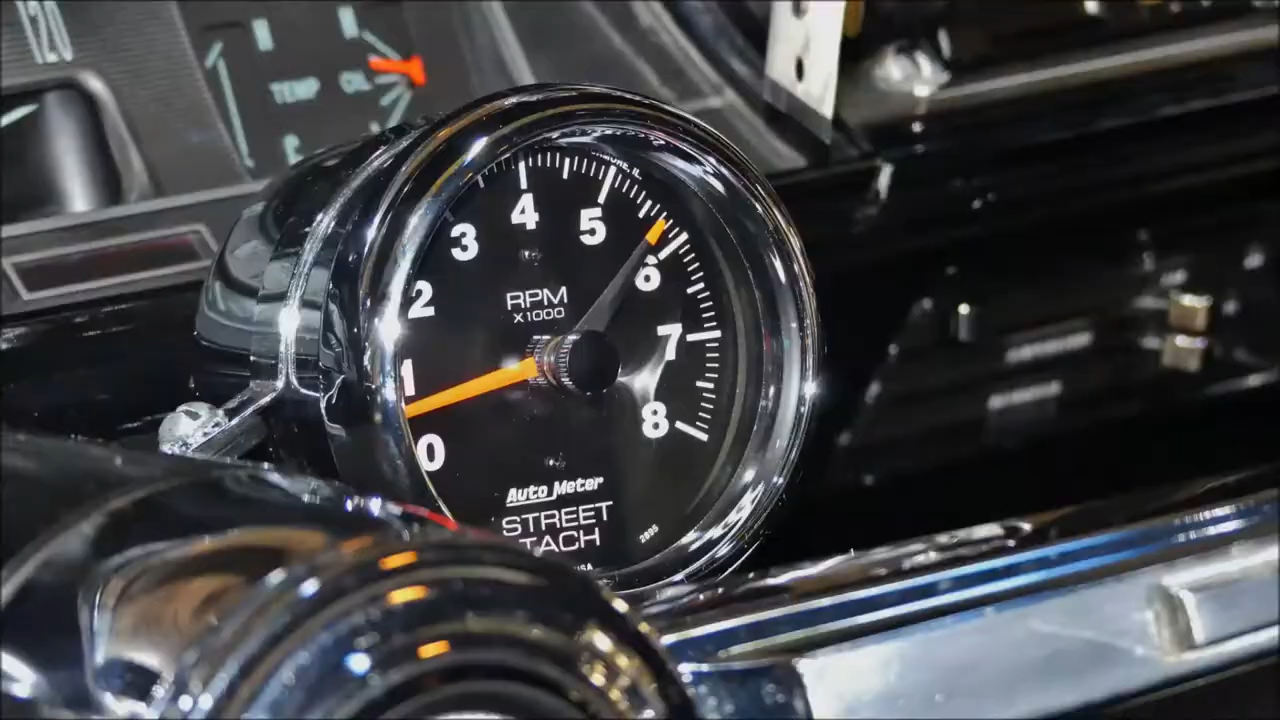 120
H
H
TEMP OIL
C
4
5
3
6
2
RPM
X1000
7
1
8
0
Auto Meter
STREET
TACH
2895
USA